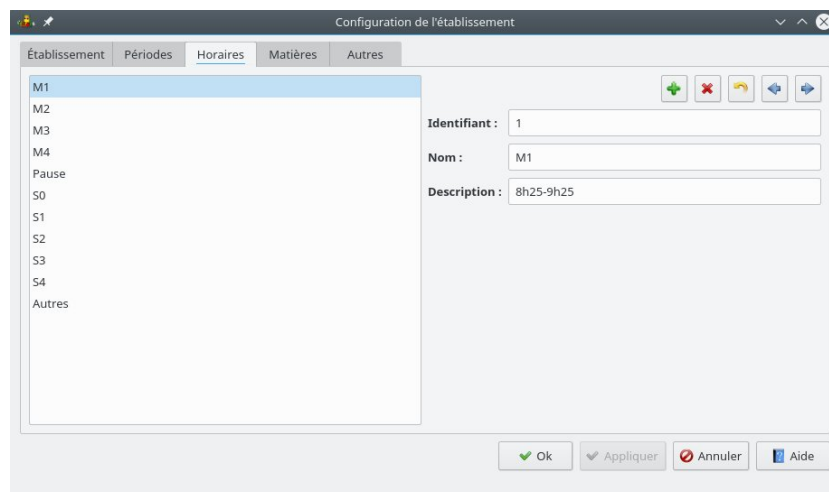 Configuration de l'établissement
Établissement Périodes Horaires Matières Autres
M1
M2
M3
M4
Pause
S0
S1
S2
S3
S4
Autres
Identifiant : 1
Nom : M1
Description : 8h25-9h25
Ok Appliquer Annuler Aide